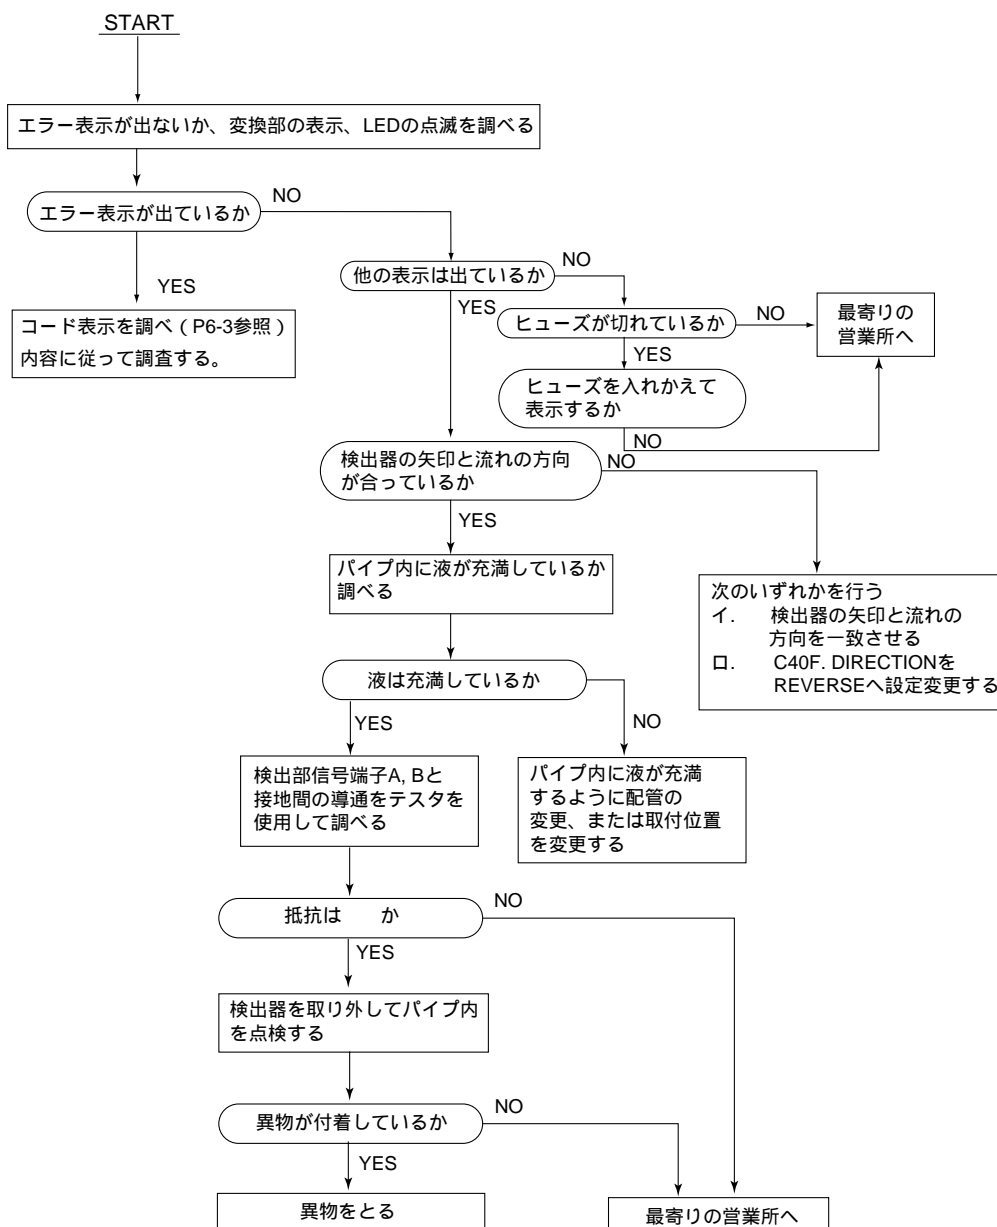 START
エラー表示が出ないか、変換部の表示、LEDの点滅を調べる
エラー表示が出ているか
NO
YES
コード表示を調べ（P6-3参照）
内容に従って調査する。
他の表示は出ているか
NO
YES
ヒューズが切れているか
NO
最寄りの
営業所へ
YES
ヒューズを入れかえて
表示するか
NO
検出器の矢印と流れの方向
が合っているか
NO
YES
パイプ内に液が充満しているか
調べる
次のいずれかを行う
イ. 検出器の矢印と流れの
方向を一致させる
ロ. C40F. DIRECTIONを
REVERSEへ設定変更する
液は充満しているか
YES
NO
検出部信号端子A, Bと
接地間の導通をテスタを
使用して調べる
パイプ内に液が充満
するように配管の
変更、または取付位置
を変更する
抵抗は　　か
NO
YES
検出器を取り外してパイプ内
を点検する
異物が付着しているか
NO
YES
異物をとる
最寄りの営業所へ